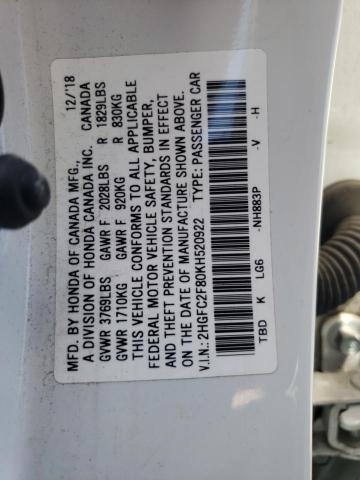 MFD. BY HONDA OF CANADA MFG., 12/'18
A DIVISION OF HONDA CANADA INC. CANADA
GVWR 3769LBS GAWR F 2028LBS R 1829LBS
GVWR 1710KG GAWR F 920KG R 830KG
THIS VEHICLE CONFORMS TO ALL APPLICABLE
FEDERAL MOTOR VEHICLE SAFETY, BUMPER,
AND THEFT PREVENTION STANDARDS IN EFFECT
ON THE DATE OF MANUFACTURE SHOWN ABOVE.
V.I.N.: 2HGFC2F80KH520922 TYPE: PASSENGER CAR
TBD K LG6 -NH883P -V -H